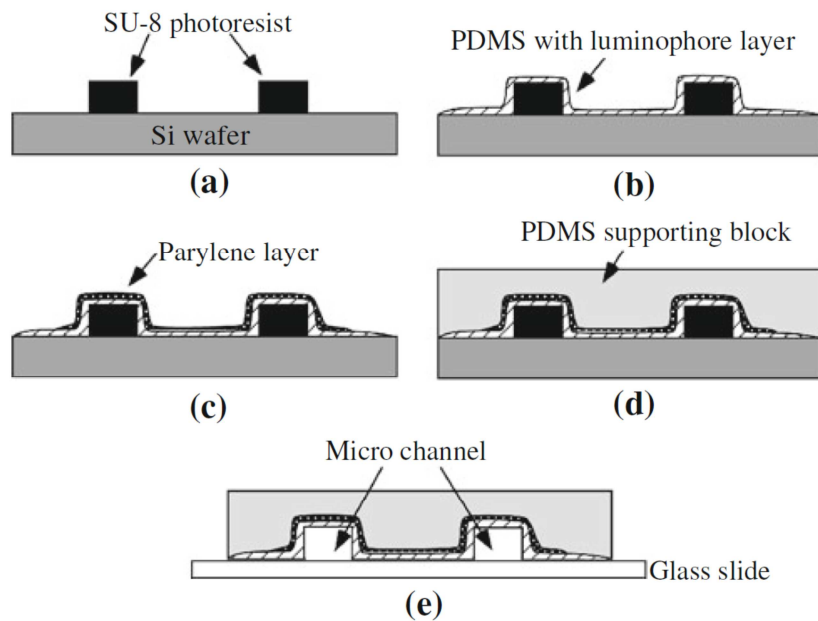 SU-8 photoresist
Si wafer
(a)
PDMS with luminophore layer
(b)
Parylene layer
(c)
PDMS supporting block
(d)
Micro channel
Glass slide
(e)